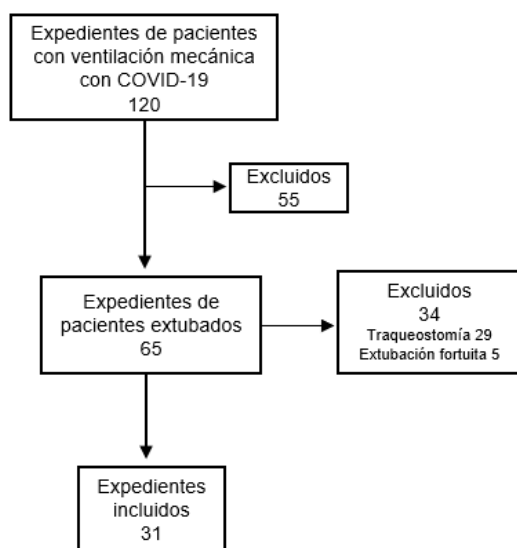 Expedientes de pacientes
con ventilación mecánica
con COVID-19
120
Excluidos
55
Expedientes de
pacientes extubados
65
Excluidos
34
Traqueostomía 29
Extubación fortuita 5
Expedientes
incluidos
31